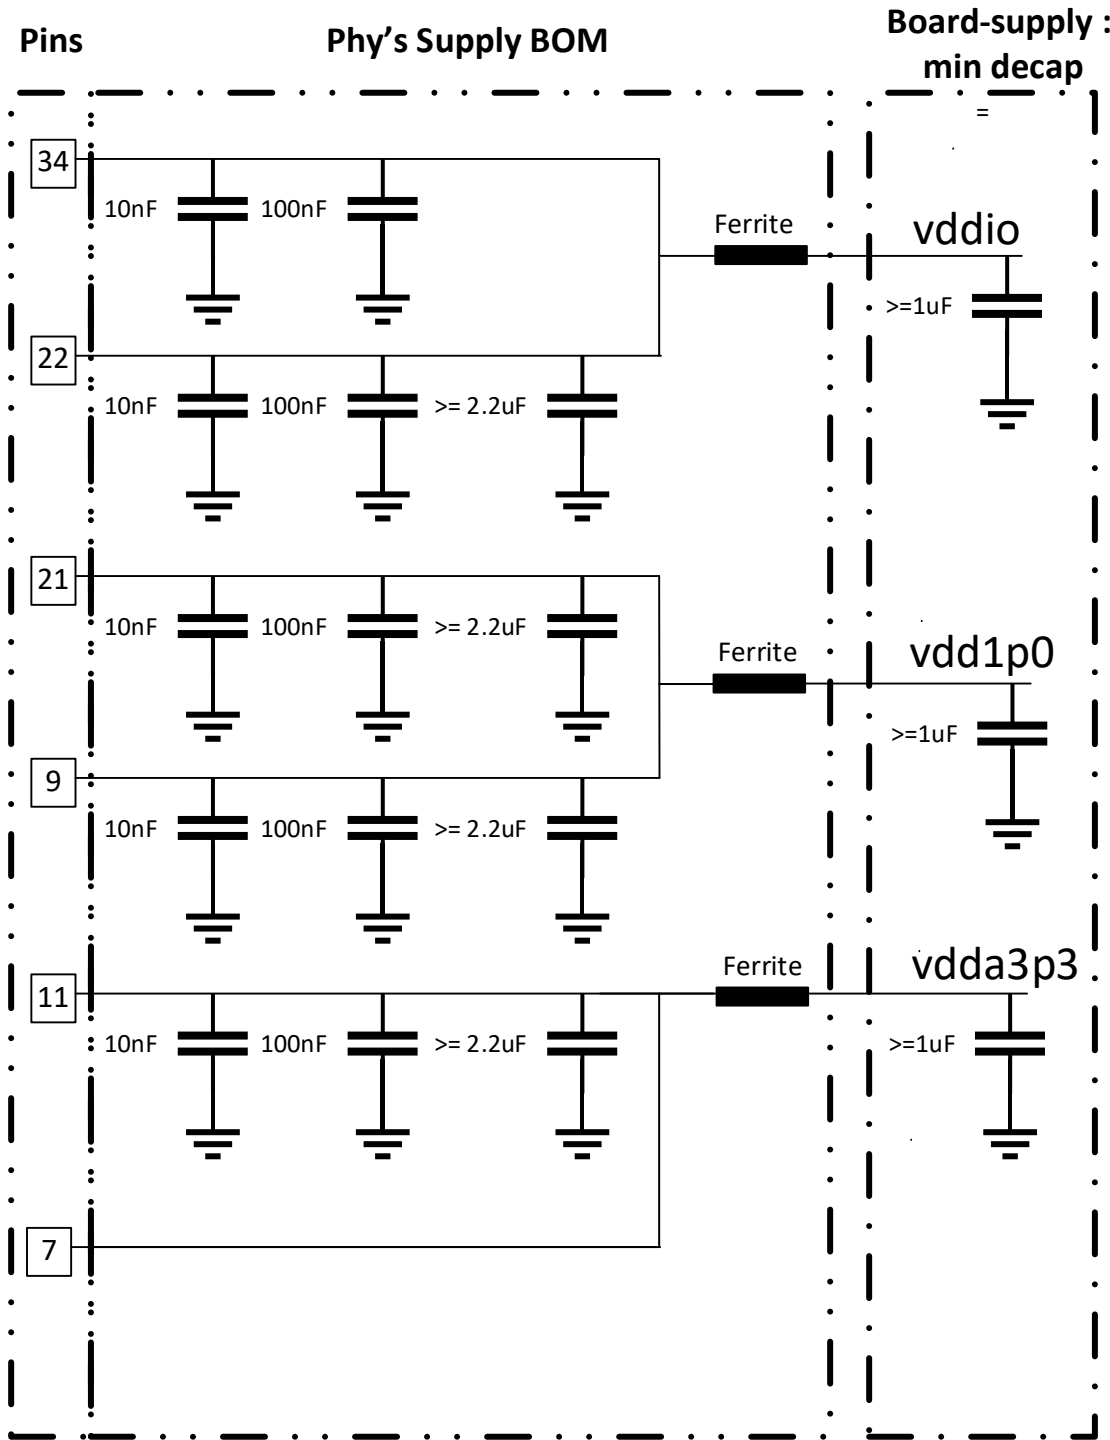 Pins
Phy's Supply BOM
Board-supply :
min decap
=
34
10nF
100nF
Ferrite
vddio
>=1uF
22
10nF
100nF
>= 2.2uF
21
10nF
100nF
>= 2.2uF
Ferrite
vdd1p0
>=1uF
9
10nF
100nF
>= 2.2uF
Ferrite
vdda3p3
11
10nF
100nF
>= 2.2uF
>=1uF
7